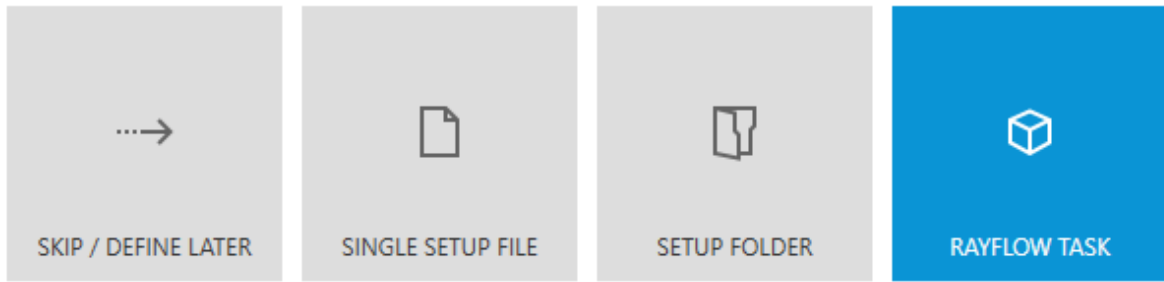 SKIP / DEFINE LATER
SINGLE SETUP FILE
SETUP FOLDER
RAYFLOW TASK